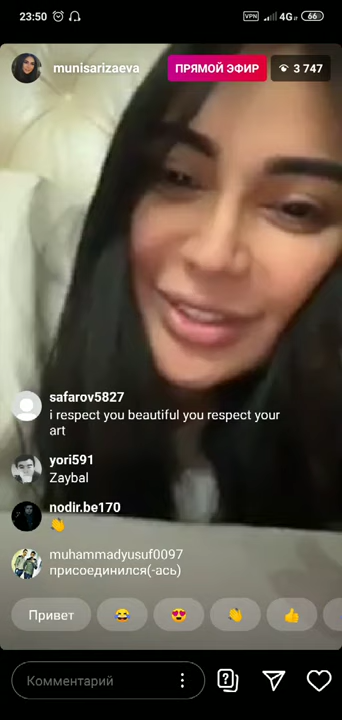 23:50 VPN 4G 66
munisarizaeva ПРЯМОЙ ЭФИР 3 747
safarov5827
i respect you beautiful you respect your
art
yori591
Zaybal
nodir.be170
muhammadyusuf0097
присоединился(-ась)
Привет
Комментарий